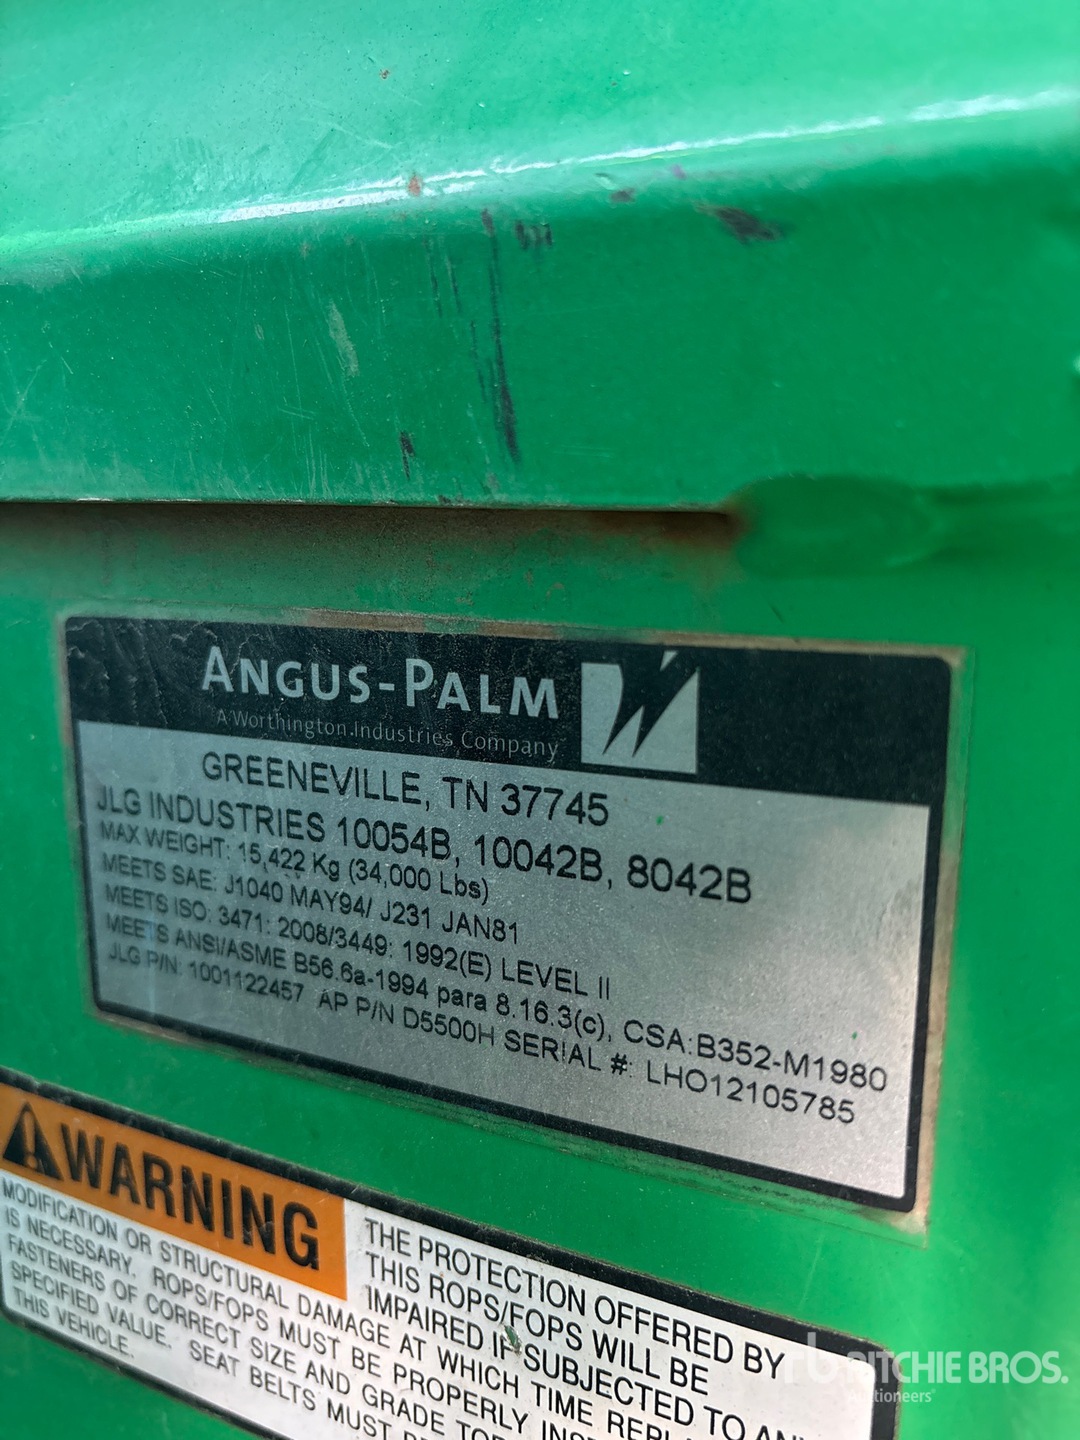 ANGUS-PALM
A Worthington Industries Company
GREENEVILLE, TN 37745
JLG INDUSTRIES 10054B, 10042B, 8042B
MAX WEIGHT: 15,422 Kg (34,000 Lbs)
MEETS SAE: J1040 MAY94/ J231 JAN81
MEETS ISO: 3471: 2008/3449: 1992(E) LEVEL II
MEETS ANSI/ASME B56.6a-1994 para 8.16.3(c), CSA:B352-M1980
JLG P/N: 1001122457 AP P/N D5500H SERIAL #: LHO12105785
WARNING
THE PROTECTION OFFERED BY
THIS ROPS/FOPS WILL BE
IMPAIRED IF SUBJECTED TO ANY
MODIFICATION OR STRUCTURAL DAMAGE AT WHICH TIME
IS NECESSARY. ROPS/FOPS MUST BE PROPERLY
FASTENERS OF CORRECT SIZE AND GRADE
SPECIFIED VALUE. SEAT BELTS MUST
THIS VEHICLE.
rb RITCHIE BROS.
Auctioneers